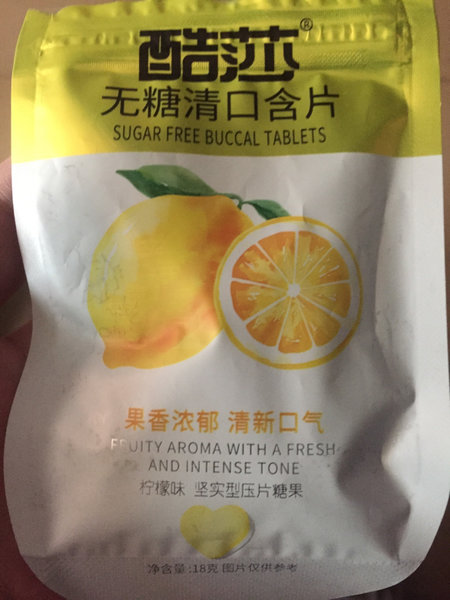 酷莎®
无糖清口含片
SUGAR FREE BUCCAL TABLETS
果香浓郁 清新口气
FRUITY AROMA WITH A FRESH
AND INTENSE TONE
柠檬味 坚实型压片糖果
净含量:18克 图片仅供参考